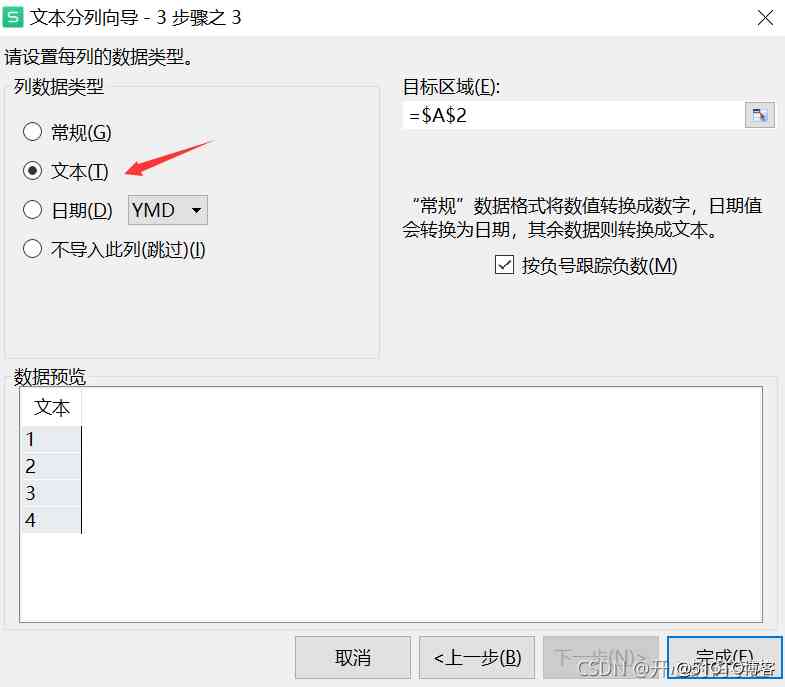 S 文本分列向导 - 3 步骤之 3
请设置每列的数据类型。
列数据类型
常规(G)
文本(T)
日期(D) YMD
不导入此列(跳过)(I)
目标区域(E):
=$A$2
“常规”数据格式将数值转换成数字，日期值
会转换为日期，其余数据则转换成文本。
按负号跟踪负数(M)
数据预览
文本
1
2
3
4
取消
<上一步(B)
下一步(N)>
完成(F)
CSDN @开
@51CTO博客